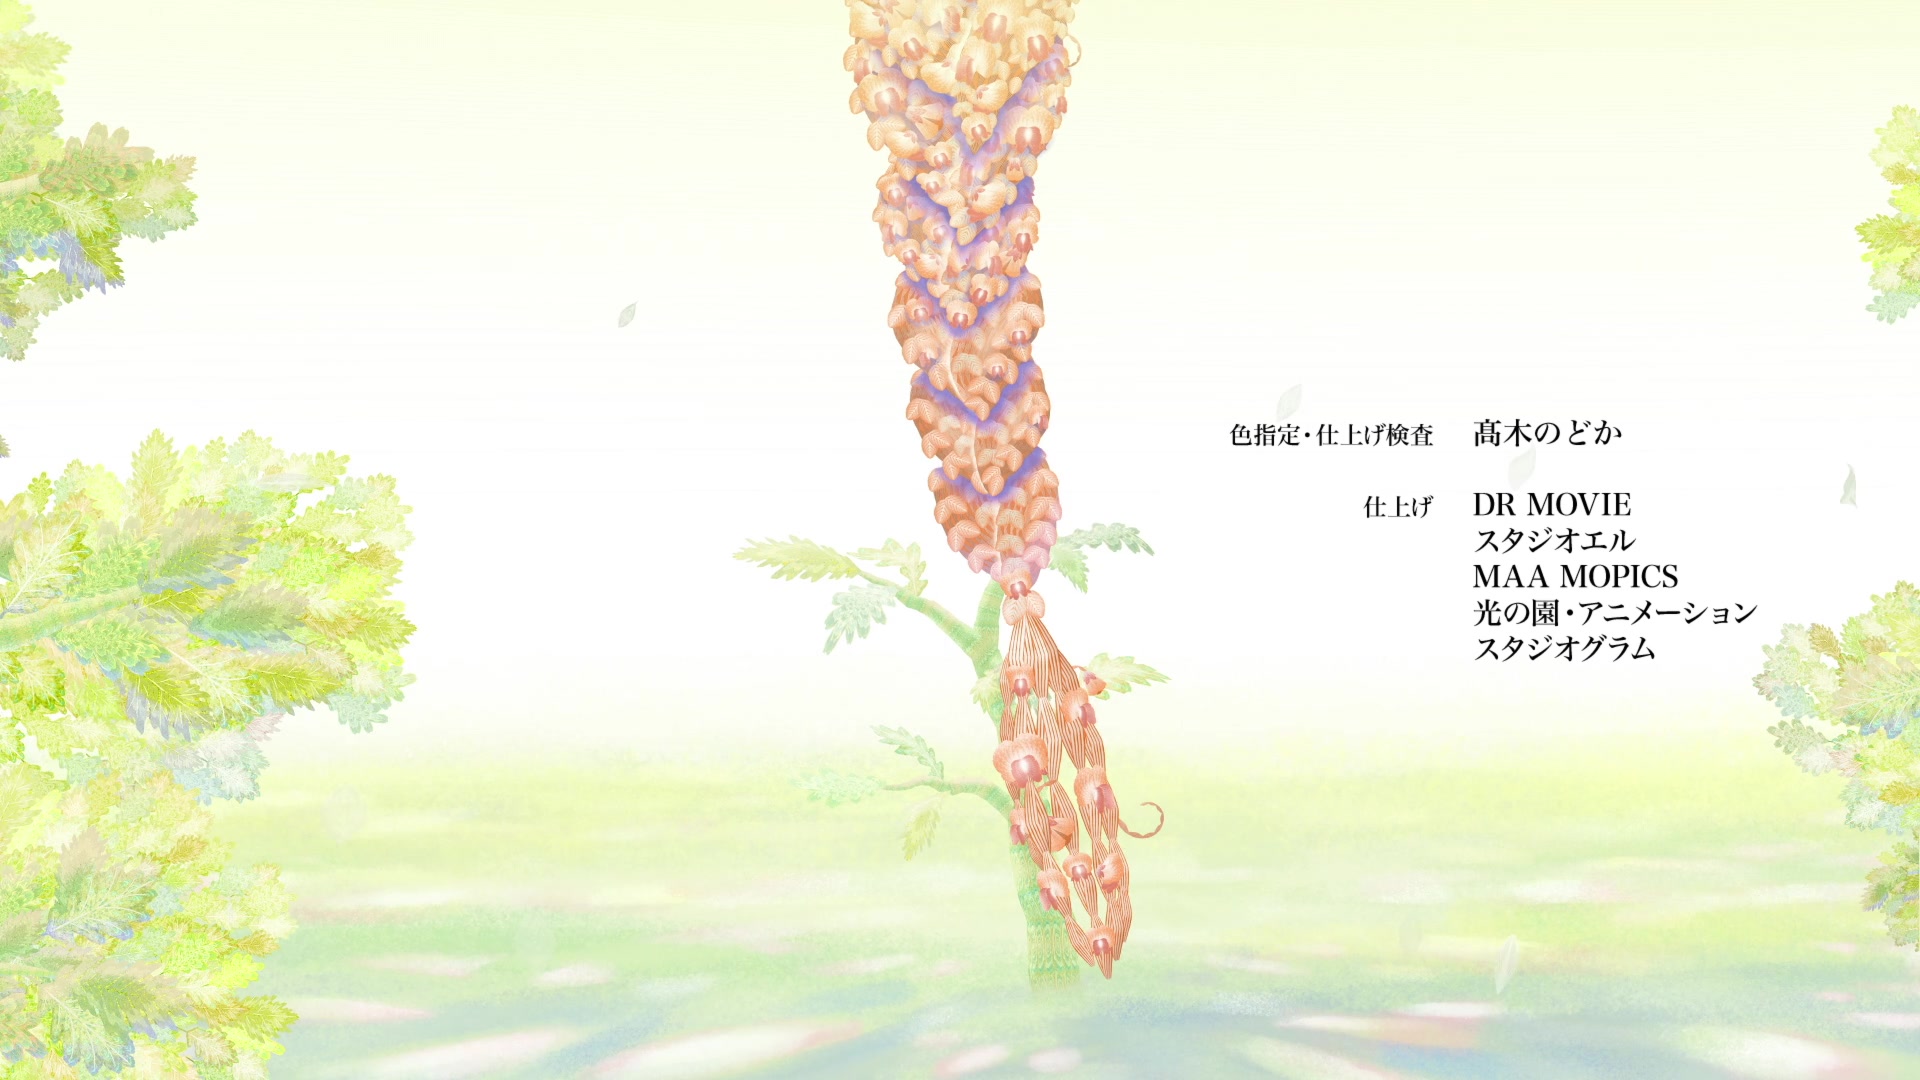 色指定・仕上げ検査 髙木のどか
仕上げ DR MOVIE
スタジオエル
MAA MOPICS
光の園・アニメーション
スタジオグラム